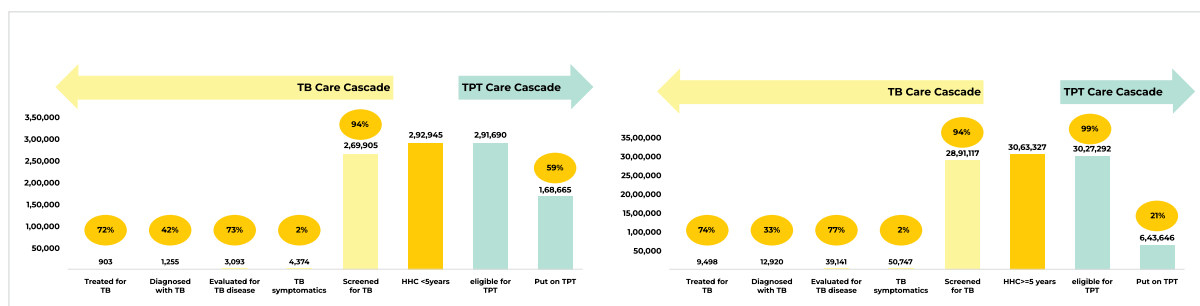 TB Care Cascade
TPT Care Cascade
3,50,000
3,00,000
2,50,000
2,00,000
1,50,000
1,00,000
50,000
94%
2,69,905
2,92,945
2,91,690
59%
1,68,665
72%
42%
73%
2%
903
1,255
3,093
4,374
Treated for
TB
Diagnosed
with TB
Evaluated for
TB disease
TB
symptomatics
Screened
for TB
HHC <5years
eligible for
TPT
Put on TPT
TB Care Cascade
TPT Care Cascade
35,00,000
30,00,000
25,00,000
20,00,000
15,00,000
1,00,000
50,000
94%
28,91,117
30,63,327
99%
30,27,292
21%
6,43,646
74%
33%
77%
2%
9,498
12,920
39,141
50,747
Treated for
TB
Diagnosed
with TB
Evaluated for
TB disease
TB
symptomatics
Screened
for TB
HHC>=5 years
eligible for
TPT
Put on TPT